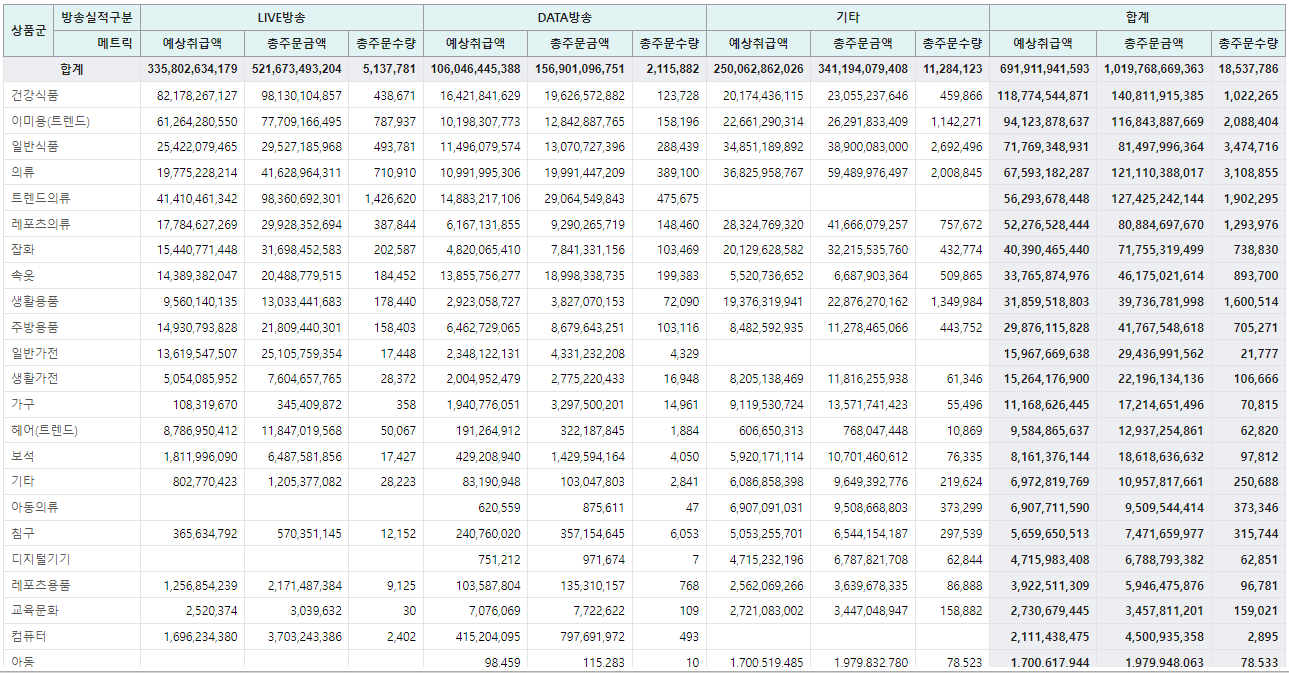 상품군 방송실적구분 LIVE방송 DATA방송 기타 합계
메트릭 예상취급액 총주문금액 총주문수량 예상취급액 총주문금액 총주문수량 예상취급액 총주문금액 총주문수량 예상취급액 총주문금액 총주문수량
합계 335,802,634,179 521,673,493,204 5,137,781 106,046,445,388 156,901,096,751 2,115,882 250,062,862,026 341,194,079,408 11,284,123 691,911,941,593 1,019,768,669,363 18,537,786
건강식품 82,178,267,127 98,130,104,857 438,671 16,421,841,629 19,626,572,882 123,728 20,174,436,115 23,055,237,646 459,866 118,774,544,871 140,811,915,385 1,022,265
이미용(트렌드) 61,264,280,550 77,709,166,495 787,937 10,198,307,773 12,842,887,765 158,196 22,661,290,314 26,291,833,409 1,142,271 94,123,878,637 116,843,887,669 2,088,404
일반식품 25,422,079,465 29,527,185,968 493,781 11,496,079,574 13,070,727,396 288,439 34,851,189,892 38,900,083,000 2,692,496 71,769,348,931 81,497,996,364 3,474,716
의류 19,775,228,214 41,628,964,311 710,910 10,991,995,306 19,991,447,209 389,100 36,825,958,767 59,489,976,497 2,008,845 67,593,182,287 121,110,388,017 3,108,855
트렌드의류 41,410,461,342 98,360,692,301 1,426,620 14,883,217,106 29,064,549,843 475,675 56,293,678,448 127,425,242,144 1,902,295
레포츠의류 17,784,627,269 29,928,352,694 387,844 6,167,131,855 9,290,265,719 148,460 28,324,769,320 41,666,079,257 757,672 52,276,528,444 80,884,697,670 1,293,976
잡화 15,440,771,448 31,698,452,583 202,587 4,820,065,410 7,841,331,156 103,469 20,129,628,582 32,215,535,760 432,774 40,390,465,440 71,755,319,499 738,830
속옷 14,389,382,047 20,488,779,515 184,452 13,855,756,277 18,998,338,735 199,383 5,520,736,652 6,687,903,364 509,865 33,765,874,976 46,175,021,614 893,700
생활용품 9,560,140,135 13,033,441,683 178,440 2,923,058,727 3,827,070,153 72,090 19,376,319,941 22,876,270,162 1,349,984 31,859,518,803 39,736,781,998 1,600,514
주방용품 14,930,793,828 21,809,440,301 158,403 6,462,729,065 8,679,643,251 103,116 8,482,592,935 11,278,465,066 443,752 29,876,115,828 41,767,548,618 705,271
일반가전 13,619,547,507 25,105,759,354 17,448 2,348,122,131 4,331,232,208 4,329 15,967,669,638 29,436,991,562 21,777
생활가전 5,054,085,952 7,604,657,765 28,372 2,004,952,479 2,775,220,433 16,948 8,205,138,469 11,816,255,938 61,346 15,264,176,900 22,196,134,136 106,666
가구 108,319,670 345,409,872 358 1,940,776,051 3,297,500,201 14,961 9,119,530,724 13,571,741,423 55,496 11,168,626,445 17,214,651,496 70,815
헤어(트렌드) 8,786,950,412 11,847,019,568 50,067 191,264,912 322,187,845 1,884 606,650,313 768,047,448 10,869 9,584,865,637 12,937,254,861 62,820
보석 1,811,996,090 6,487,581,856 17,427 429,208,940 1,429,594,164 4,050 5,920,171,114 10,701,460,612 76,335 8,161,376,144 18,618,636,632 97,812
기타 802,770,423 1,205,377,082 28,223 83,190,948 103,047,803 2,841 6,086,858,398 9,649,392,776 219,624 6,972,819,769 10,957,817,661 250,688
아동의류 620,559 875,611 47 6,907,091,031 9,508,668,803 373,299 6,907,711,590 9,509,544,414 373,346
침구 365,634,792 570,351,145 12,152 240,760,020 357,154,645 6,053 5,053,255,701 6,544,154,187 297,539 5,659,650,513 7,471,659,977 315,744
디지털기기 751,212 971,674 7 4,715,232,196 6,787,821,708 62,844 4,715,983,408 6,788,793,382 62,851
레포츠용품 1,256,854,239 2,171,487,384 9,125 103,587,804 135,310,157 768 2,562,069,266 3,639,678,335 86,888 3,922,511,309 5,946,475,876 96,781
교육문화 2,520,374 3,039,632 30 7,076,069 7,722,622 109 2,721,083,002 3,447,048,947 158,882 2,730,679,445 3,457,811,201 159,021
컴퓨터 1,696,234,380 3,703,243,386 2,402 415,204,095 797,691,972 493 2,111,438,475 4,500,935,358 2,895
아동 98,459 115,283 10 1,700,519,485 1,979,832,780 78,523 1,700,617,944 1,979,948,063 78,533